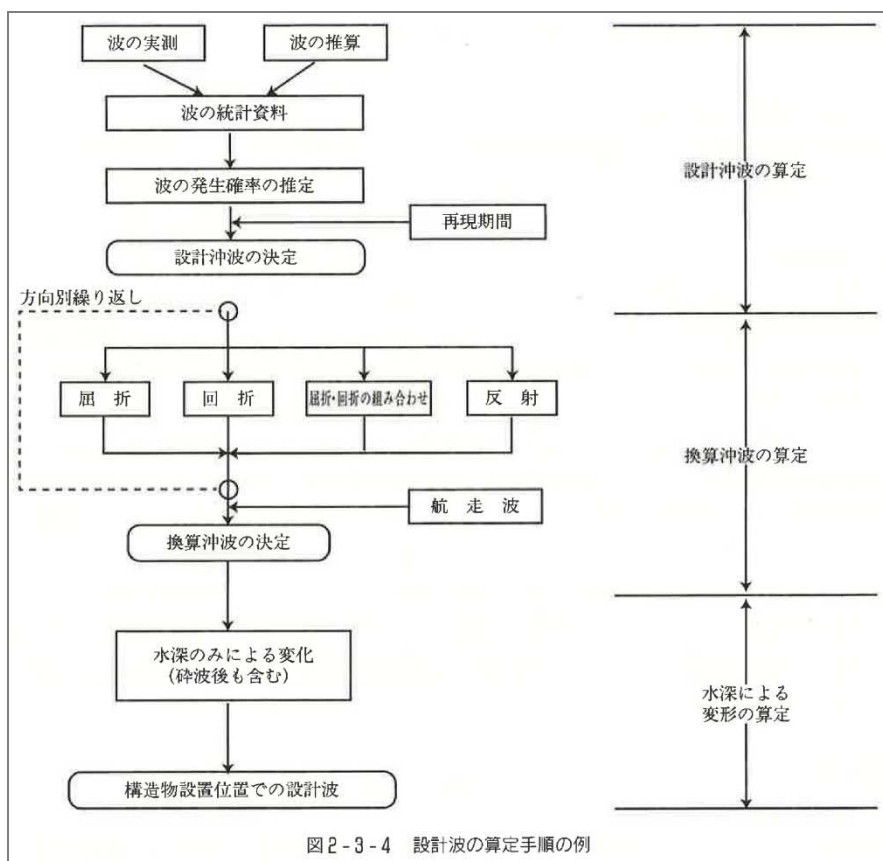 波の実測
波の推算
波の統計資料
波の発生確率の推定
再現期間
設計沖波の決定
設計沖波の算定
方向別繰り返し
屈折
回折
屈折・回折の組み合わせ
反射
換算沖波の算定
航走波
換算沖波の決定
水深のみによる変化
(砕波後も含む)
水深による
変形の算定
構造物設置位置での設計波
図2-3-4 設計波の算定手順の例